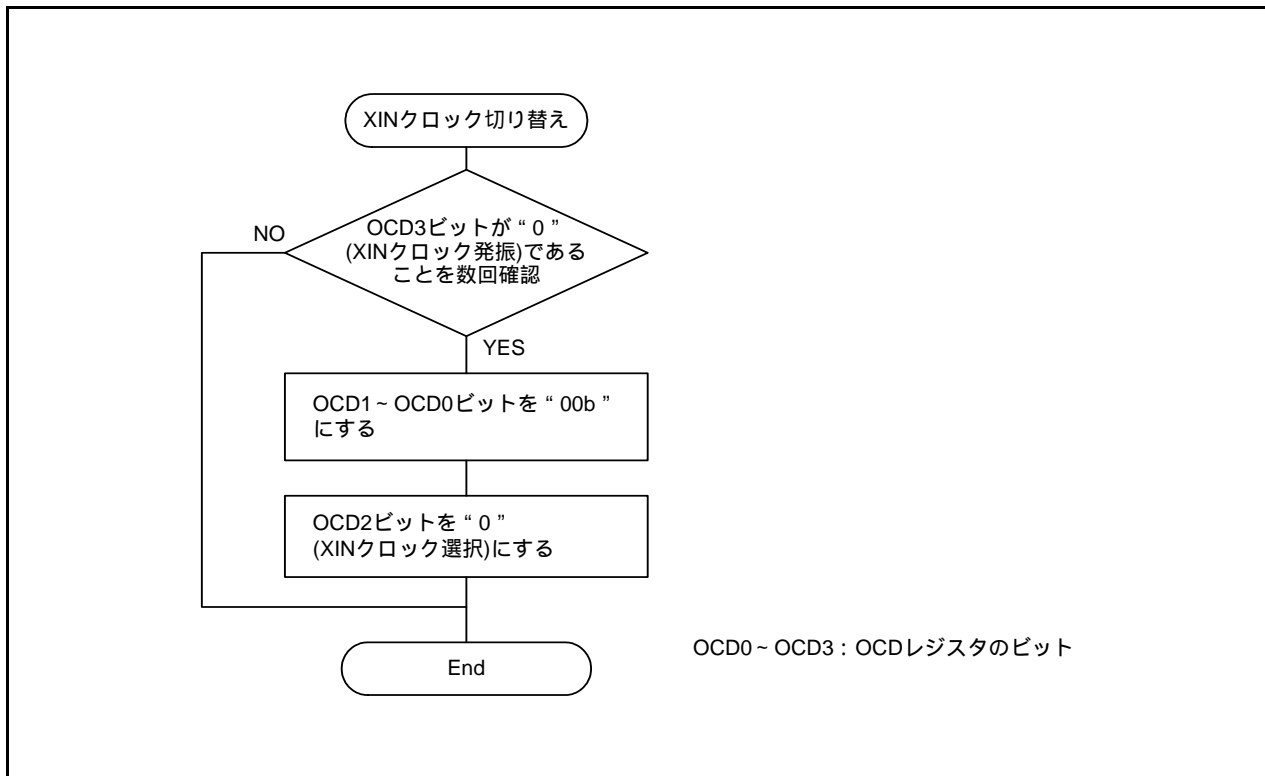 XINクロック切り替え
OCD3ビットが“0”
(XINクロック発振)である
ことを数回確認
NO
YES
OCD1~OCD0ビットを“00b”
にする
OCD2ビットを“0”
(XINクロック選択)にする
End
OCD0~OCD3:OCDレジスタのビット